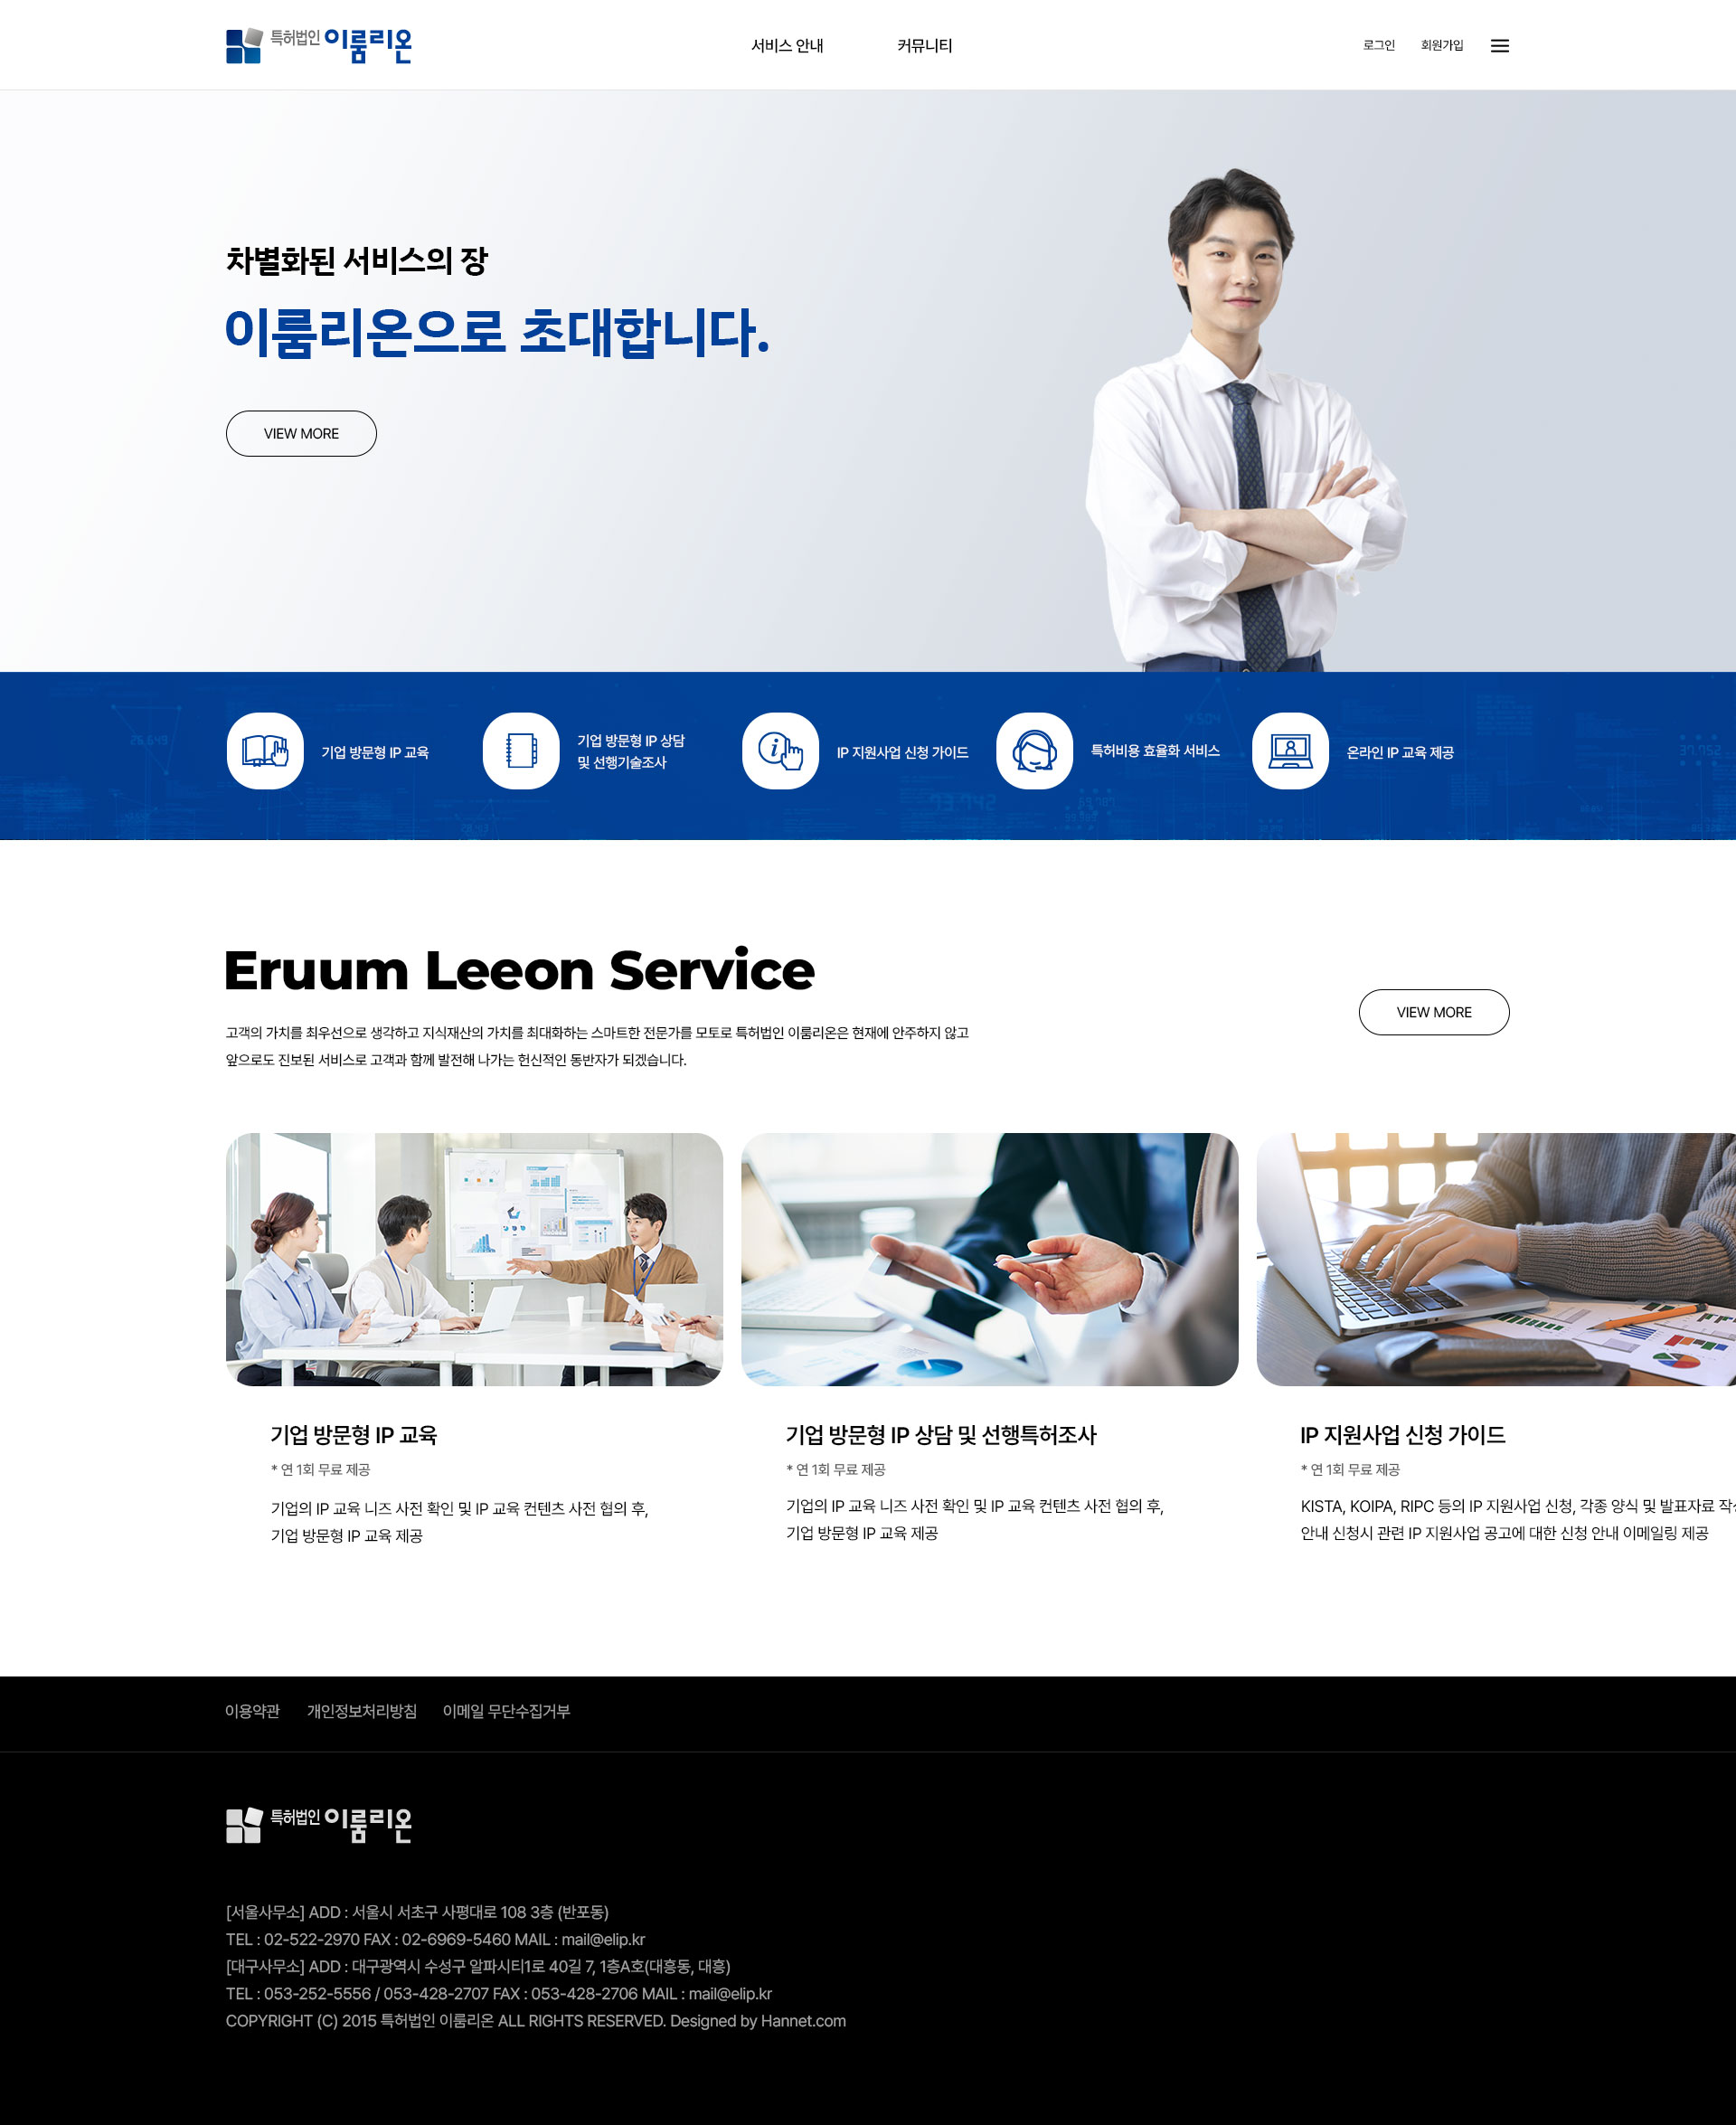 특허법인 이룸리온
서비스 안내
커뮤니티
로그인
회원가입
차별화된 서비스의 장
이룸리온으로 초대합니다.
VIEW MORE
기업 방문형 IP 교육
기업 방문형 IP 상담
및 선행기술조사
IP 지원사업 신청 가이드
특허비용 효율화 서비스
온라인 IP 교육 제공
Eruum Leeon Service
고객의 가치를 최우선으로 생각하고 지식재산의 가치를 최대화하는 스마트한 전문가를 모토로 특허법인 이룸리온은 현재에 안주하지 않고
앞으로도 진보된 서비스로 고객과 함께 발전해 나가는 헌신적인 동반자가 되겠습니다.
VIEW MORE
기업 방문형 IP 교육
* 연 1회 무료 제공
기업의 IP 교육 니즈 사전 확인 및 IP 교육 컨텐츠 사전 협의 후,
기업 방문형 IP 교육 제공
기업 방문형 IP 상담 및 선행특허조사
* 연 1회 무료 제공
기업의 IP 교육 니즈 사전 확인 및 IP 교육 컨텐츠 사전 협의 후,
기업 방문형 IP 교육 제공
IP 지원사업 신청 가이드
* 연 1회 무료 제공
KISTA, KOIPA, RIPC 등의 IP 지원사업 신청, 각종 양식 및 발표자료
안내 신청시 관련 IP 지원사업 공고에 대한 신청 안내 이메일링 제공
이용약관
개인정보처리방침
이메일 무단수집거부
특허법인 이룸리온
[서울사무소] ADD : 서울시 서초구 사평대로 108 3층 (반포동)
TEL : 02-522-2970 FAX : 02-6969-5460 MAIL : mail@elip.kr
[대구사무소] ADD : 대구광역시 수성구 알파시티1로 40길 7, 1층A호(대흥동, 대흥)
TEL : 053-252-5556 / 053-428-2707 FAX : 053-428-2706 MAIL : mail@elip.kr
COPYRIGHT (C) 2015 특허법인 이룸리온 ALL RIGHTS RESERVED. Designed by Hannet.com